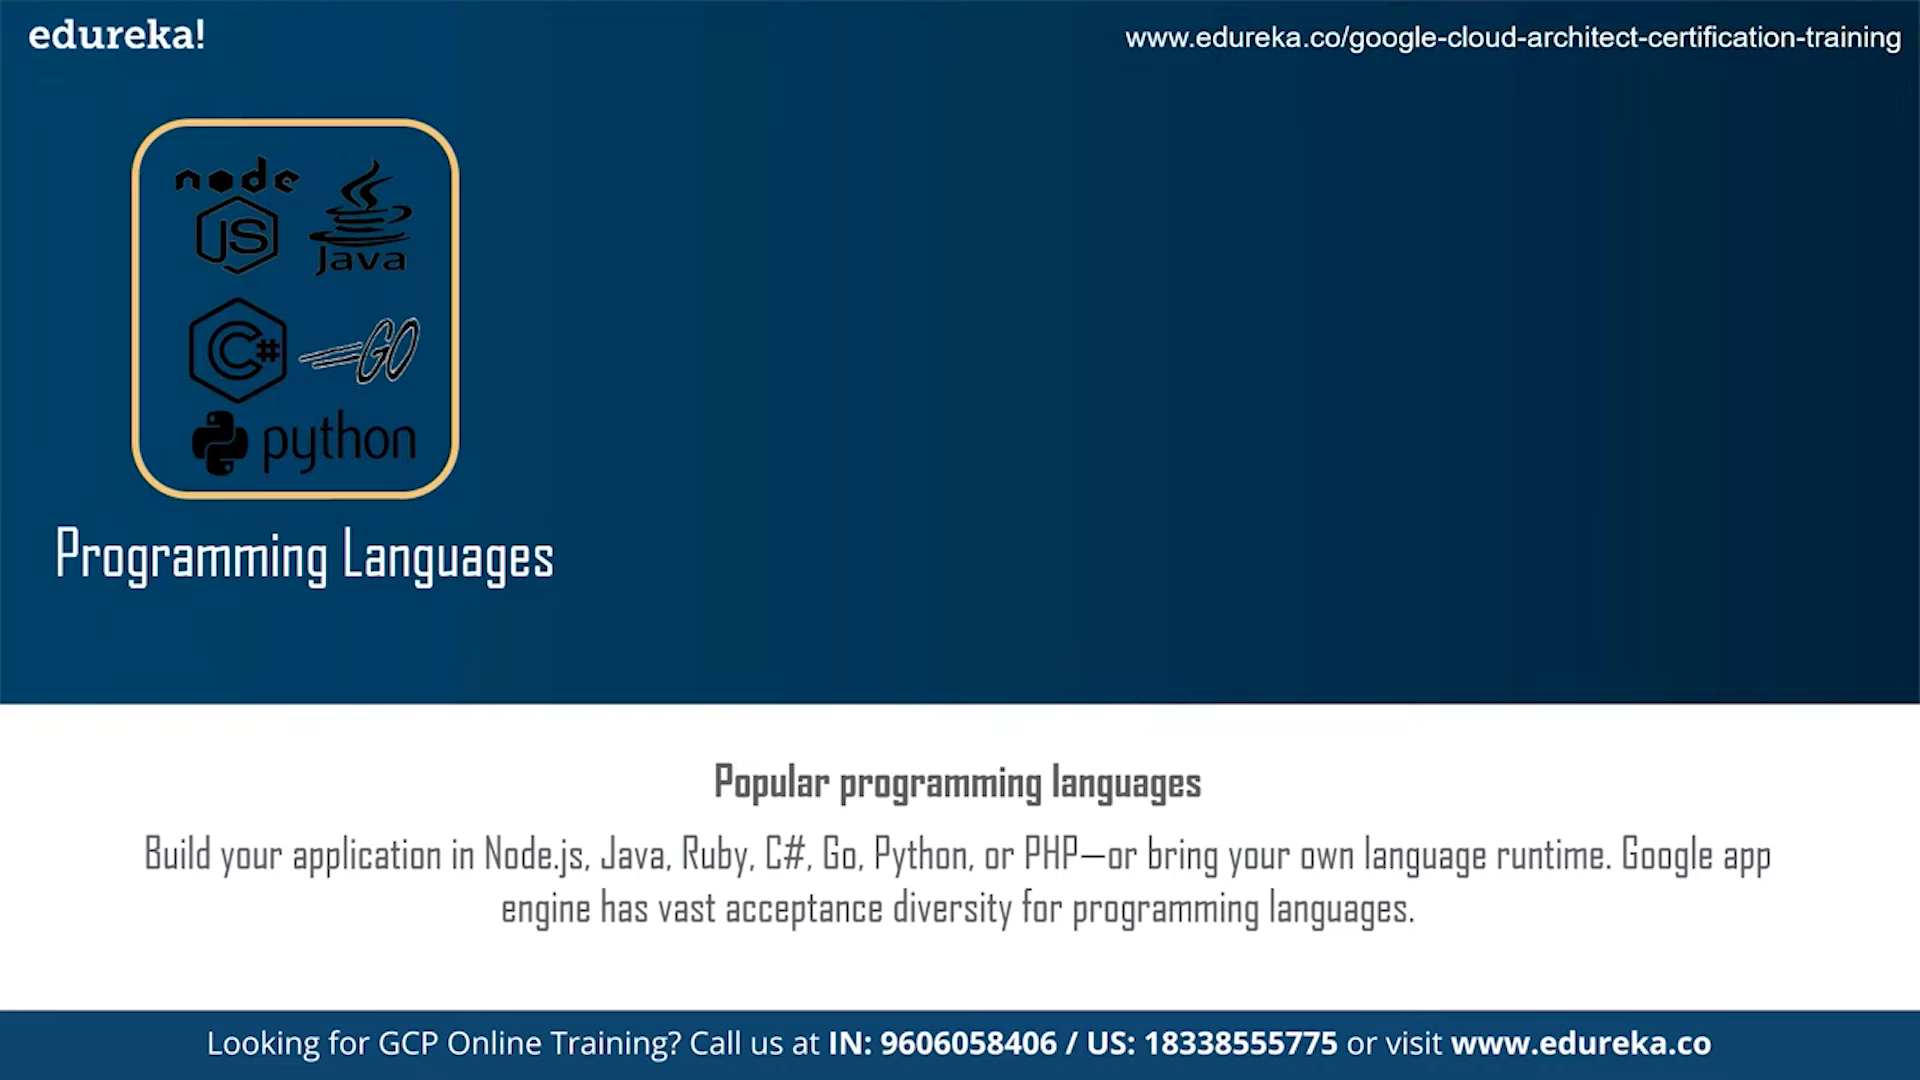 edureka!
www.edureka.co/google-cloud-architect-certification-training
node
JS
Java
C#
GO
python
Programming Languages
Popular programming languages
Build your application in Node.js, Java, Ruby, C#, Go, Python, or PHP—or bring your own language runtime. Google app
engine has vast acceptance diversity for programming languages.
Looking for GCP Online Training? Call us at IN: 9606058406 / US: 18338555775 or visit www.edureka.co